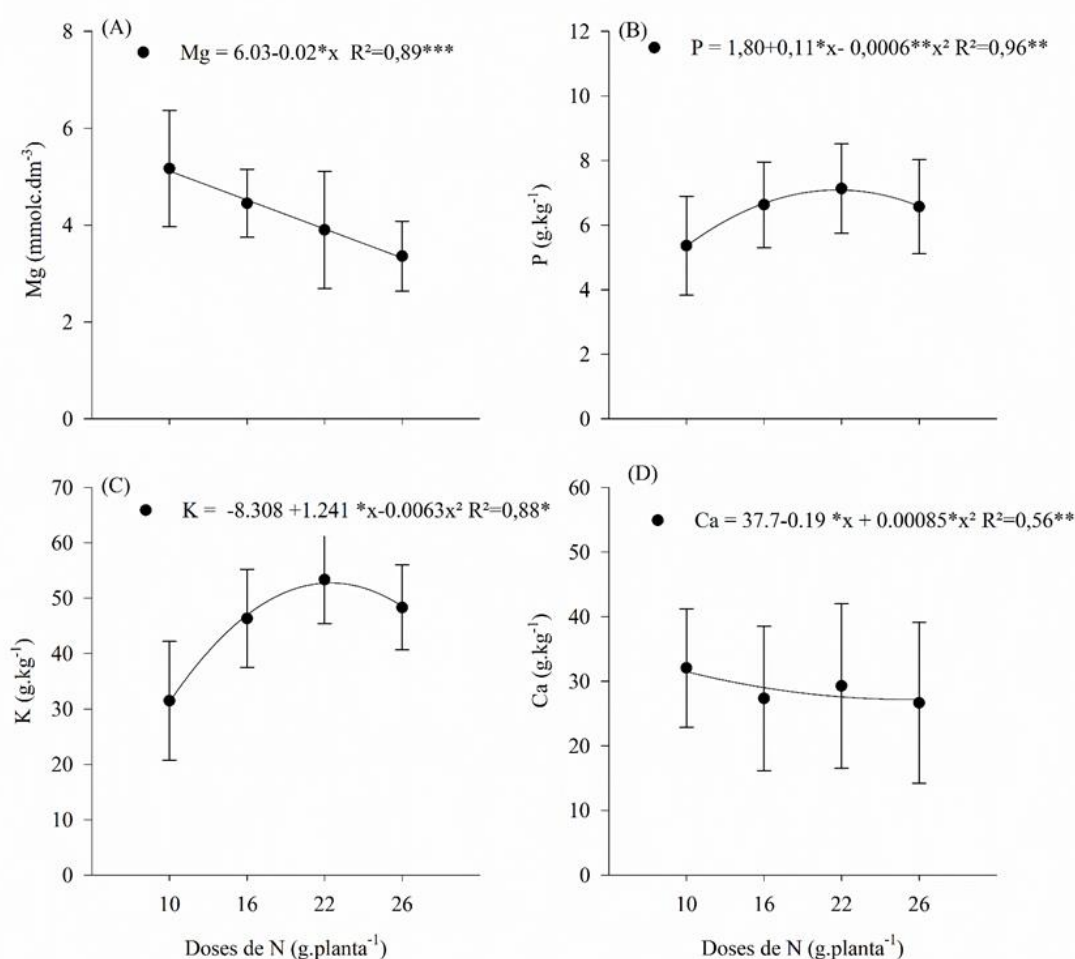 (A)
Mg = 6.03-0.02*x R²=0,89***
8
6
4
2
0
Mg (mmolc.dm⁻³)
(B)
P = 1,80+0,11*x- 0,0006**x² R²=0,96**
12
10
8
6
4
2
0
P (g.kg⁻¹)
(C)
K = -8.308 +1.241 *x-0.0063x² R²=0,88*
70
60
50
40
30
20
10
0
K (g.kg⁻¹)
10 16 22 26
Doses de N (g.planta⁻¹)
(D)
Ca = 37.7-0.19 *x + 0.00085*x² R²=0,56**
60
50
40
30
20
10
0
Ca (g.kg⁻¹)
10 16 22 26
Doses de N (g.planta⁻¹)